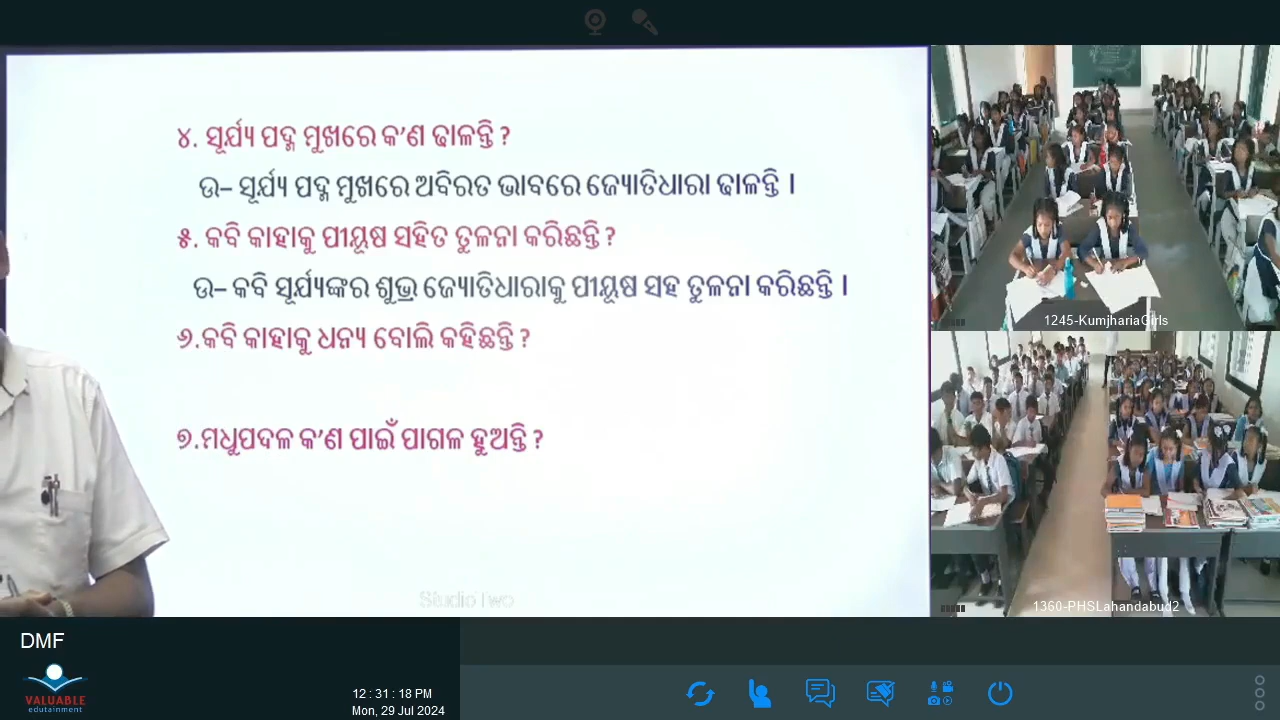 ୪. ସୂର୍ଯ୍ୟ ପଦ୍ମ ମୁଖରେ କ'ଣ ଢାଳନ୍ତି ?
ଉ– ସୂର୍ଯ୍ୟ ପଦ୍ମ ମୁଖରେ ଅବିରତ ଭାବରେ ଜ୍ୟୋତିଧାରା ଢାଳନ୍ତି ।
୫. କବି କାହାକୁ ପୀୟୂଷ ସହିତ ତୁଳନା କରିଛନ୍ତି ?
ଉ– କବି ସୂର୍ଯ୍ୟଙ୍କର ଶୁଭ୍ର ଜ୍ୟୋତିଧାରାକୁ ପୀୟୂଷ ସହ ତୁଳନା କରିଛନ୍ତି ।
୬.କବି କାହାକୁ ଧନ୍ୟ ବୋଲି କହିଛନ୍ତି ?
୭.ମଧୁପଦଳ କ'ଣ ପାଇଁ ପାଗଳ ହୁଅନ୍ତି ?
StudioTwo
1245-KumjhariaGirls
1360-PHSLahandabud2
DMF
VALUABLE
edutainment
12 : 31 : 18 PM
Mon, 29 Jul 2024